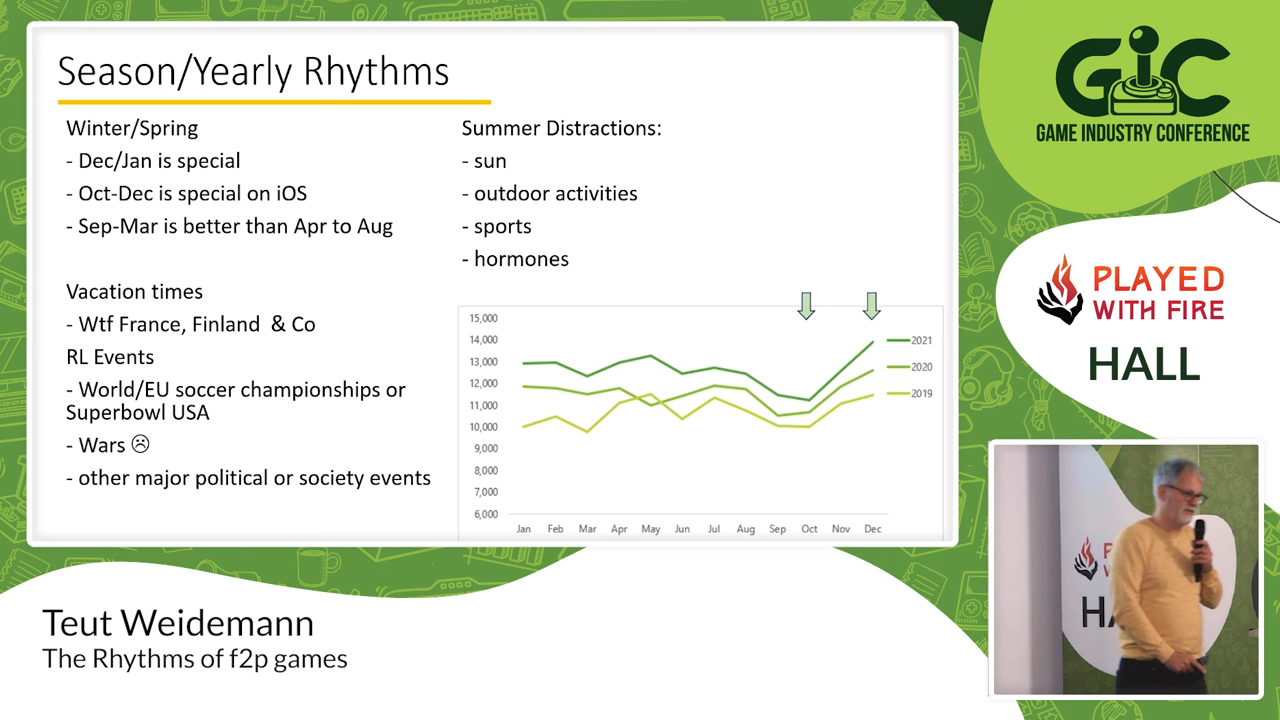 Season/Yearly Rhythms
Winter/Spring
- Dec/Jan is special
- Oct-Dec is special on iOS
- Sep-Mar is better than Apr to Aug
Vacation times
- Wtf France, Finland & Co
RL Events
- World/EU soccer championships or
Superbowl USA
- Wars ☹
- other major political or society events
Summer Distractions:
- sun
- outdoor activities
- sports
- hormones
15,000
14,000
13,000
12,000
11,000
10,000
9,000
8,000
7,000
6,000
Jan Feb Mar Apr May Jun Jul Aug Sep Oct Nov Dec
2021
2020
2019
GIC
GAME INDUSTRY CONFERENCE
PLAYED
WITH FIRE
HALL
Teut Weidemann
The Rhythms of f2p games